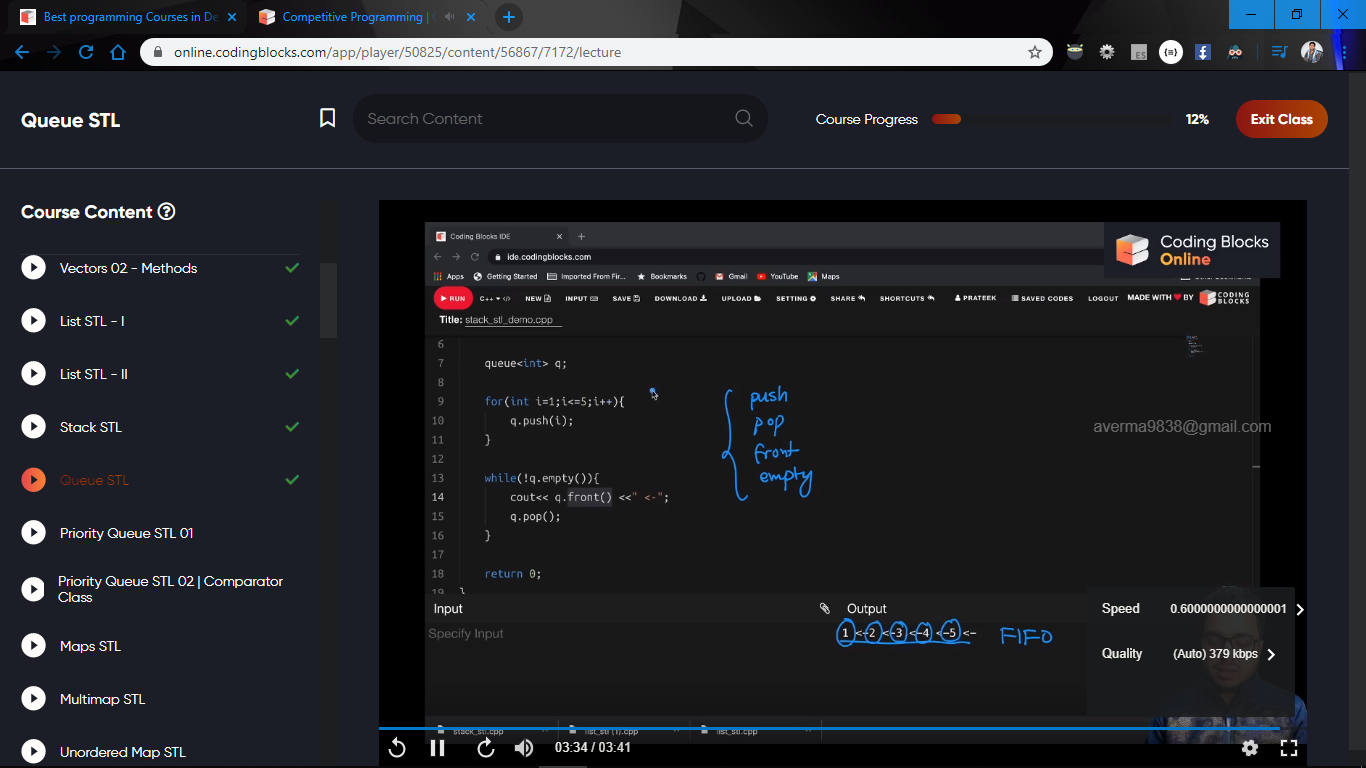 Best programming Courses in De
Competitive Programming |
online.codingblocks.com/app/player/50825/content/56867/7172/lecture
ES
Queue STL
Search Content
Course Progress
12%
Exit Class
Course Content
Vectors 02 - Methods
List STL - I
List STL - II
Stack STL
Queue STL
Priority Queue STL 01
Priority Queue STL 02 | Comparator
Class
Maps STL
Multimap STL
Unordered Map STL
Coding Blocks IDE
ide.codingblocks.com
Coding Blocks
Online
Apps Getting Started Imported From Fir... Bookmarks Gmail YouTube Maps
RUN C++ NEW INPUT SAVE DOWNLOAD UPLOAD SETTING SHARE SHORTCUTS PRATEEK SAVED CODES LOGOUT MADE WITH BY CODING BLOCKS
Title: stack_stl_demo.cpp
6
7 queue<int> q;
8
9 for(int i=1;i<=5;i++){
10 q.push(i);
11 }
12
13 while(!q.empty()){
14 cout<< q.front() <<" <-";
15 q.pop();
16 }
17
18 return 0;
19 }
push
pop
front
empty
averma9838@gmail.com
Input
Specify Input
Output
1 <-2 <-3 <-4 <-5 <-
FIFO
Speed 0.6000000000000001
Quality (Auto) 379 kbps
stack_stl.cpp
list_stl (1).cpp
list_stl.cpp
03:34 / 03:41